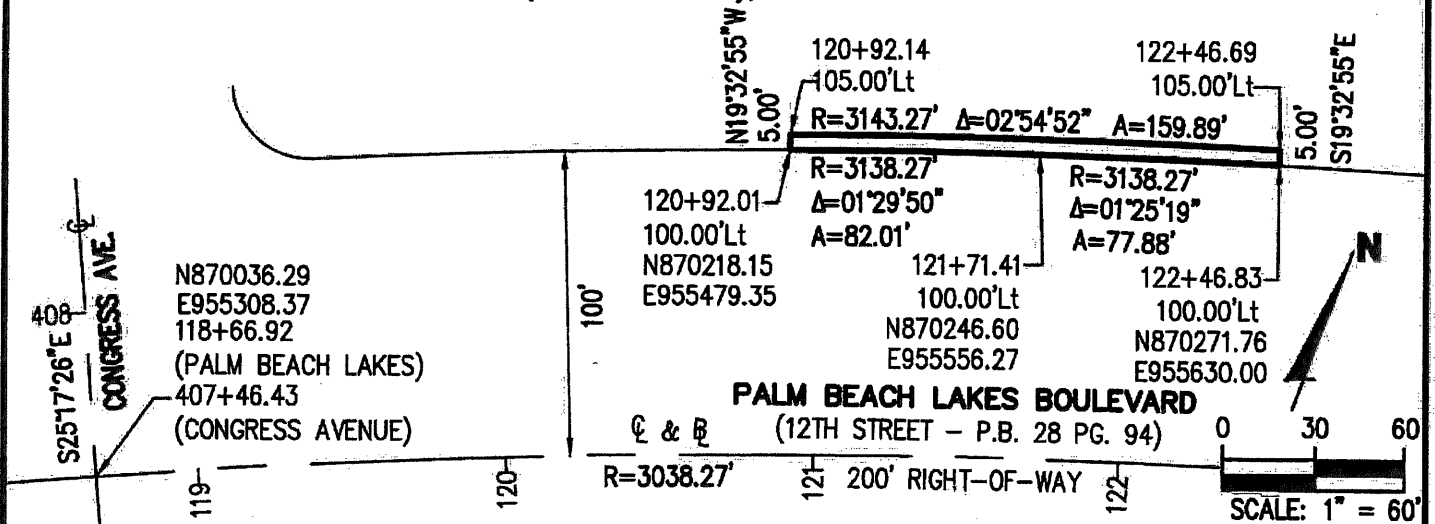 N19°32'55"W
5.00'
120+92.14
105.00'Lt
122+46.69
105.00'Lt
5.00'
S19°32'55"E
R=3143.27' Δ=02°54'52" A=159.89'
R=3138.27'
Δ=01°29'50"
A=82.01'
R=3138.27'
Δ=01°25'19"
A=77.88'
120+92.01
100.00'Lt
N870218.15
E955479.35
121+71.41
100.00'Lt
N870246.60
E955556.27
122+46.83
100.00'Lt
N870271.76
E955630.00
N
100'
℄
CONGRESS AVE.
408
S25°17'26"E
N870036.29
E955308.37
118+66.92
(PALM BEACH LAKES)
407+46.43
(CONGRESS AVENUE)
PALM BEACH LAKES BOULEVARD
(12TH STREET – P.B. 28 PG. 94)
℄ & BL
R=3038.27'
200' RIGHT-OF-WAY
119
120
121
122
0 30 60
SCALE: 1" = 60'